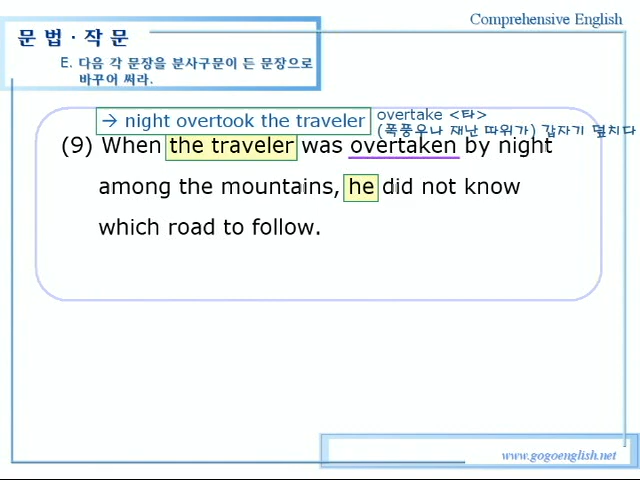 Comprehensive English
문 법 · 작 문
E. 다음 각 문장을 분사구문이 든 문장으로
바꾸어 써라.
→ night overtook the traveler
overtake <타>
(폭풍우나 재난 따위가) 갑자기 덮치다
(9) When the traveler was overtaken by night
among the mountains, he did not know
which road to follow.
www.gogoenglish.net